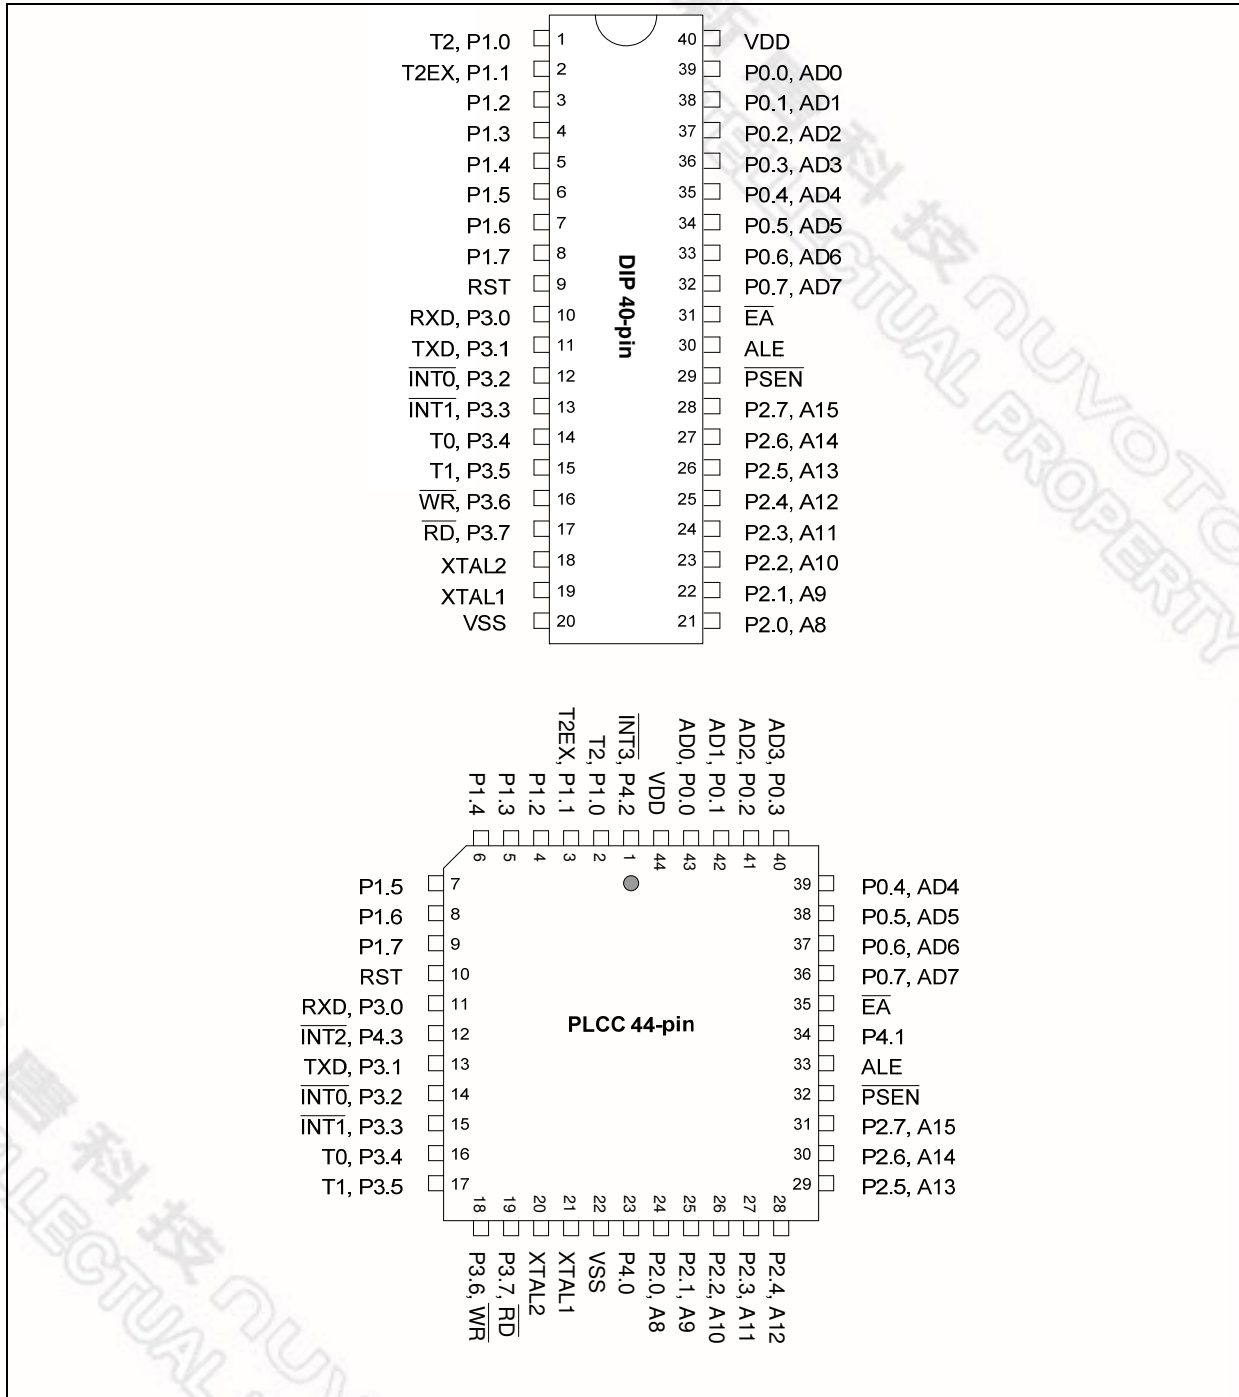 T2, P1.0 1 40 VDD
T2EX, P1.1 2 39 P0.0, AD0
P1.2 3 38 P0.1, AD1
P1.3 4 37 P0.2, AD2
P1.4 5 36 P0.3, AD3
P1.5 6 35 P0.4, AD4
P1.6 7 34 P0.5, AD5
P1.7 8 33 P0.6, AD6
RST 9 32 P0.7, AD7
RXD, P3.0 10 31 EA
TXD, P3.1 11 30 ALE
INT0, P3.2 12 29 PSEN
INT1, P3.3 13 28 P2.7, A15
T0, P3.4 14 27 P2.6, A14
T1, P3.5 15 26 P2.5, A13
WR, P3.6 16 25 P2.4, A12
RD, P3.7 17 24 P2.3, A11
XTAL2 18 23 P2.2, A10
XTAL1 19 22 P2.1, A9
VSS 20 21 P2.0, A8
DIP 40-pin
P1.4 P1.3 P1.2 T2EX, P1.1 T2, P1.0 INT3, P4.2 VDD AD0, P0.0 AD1, P0.1 AD2, P0.2 AD3, P0.3
6 5 4 3 2 1 44 43 42 41 40
P1.5 7 39 P0.4, AD4
P1.6 8 38 P0.5, AD5
P1.7 9 37 P0.6, AD6
RST 10 36 P0.7, AD7
RXD, P3.0 11 35 EA
INT2, P4.3 12 34 P4.1
TXD, P3.1 13 33 ALE
INT0, P3.2 14 32 PSEN
INT1, P3.3 15 31 P2.7, A15
T0, P3.4 16 30 P2.6, A14
T1, P3.5 17 29 P2.5, A13
PLCC 44-pin
18 19 20 21 22 23 24 25 26 27 28
P3.6, WR P3.7, RD XTAL2 XTAL1 VSS P4.0 P2.0, A8 P2.1, A9 P2.2, A10 P2.3, A11 P2.4, A12
唐科技 nuvoTo
TELLECTUAL PROPERTY
唐科技 nu
LLECTUAL PR